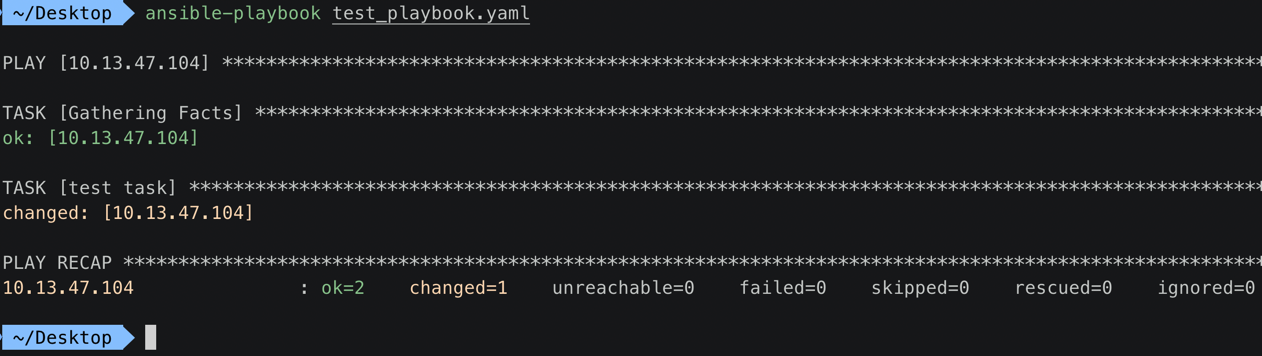 ~/Desktop ansible-playbook test_playbook.yaml
PLAY [10.13.47.104] ***********************************************************************************************
TASK [Gathering Facts] ********************************************************************************************
ok: [10.13.47.104]
TASK [test task] **************************************************************************************************
changed: [10.13.47.104]
PLAY RECAP ********************************************************************************************************
10.13.47.104 : ok=2 changed=1 unreachable=0 failed=0 skipped=0 rescued=0 ignored=0
~/Desktop